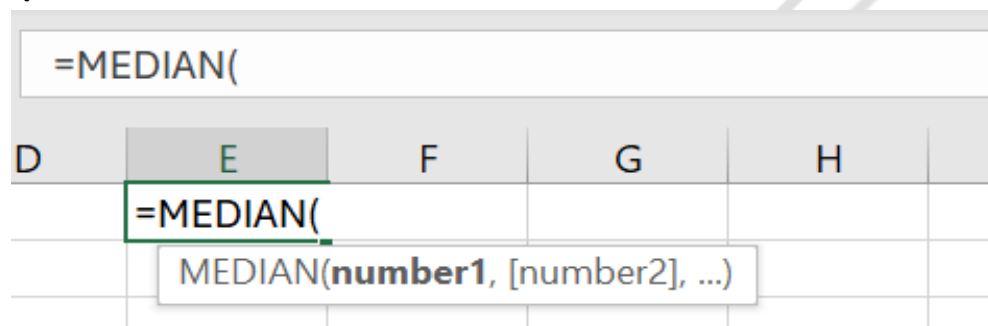 =MEDIAN(
D E F G H
=MEDIAN(
MEDIAN(number1, [number2], ...)